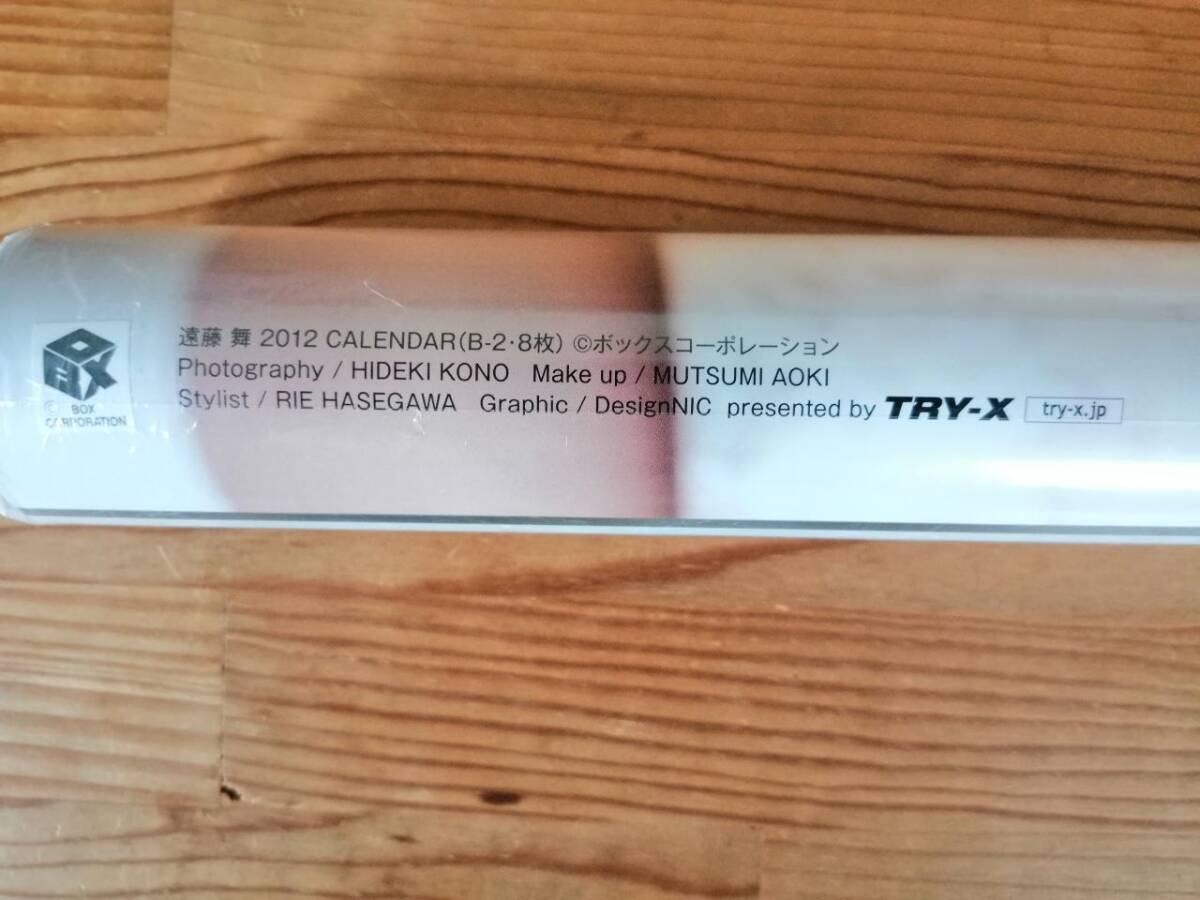 遠藤 舞 2012 CALENDAR(B-2・8枚) ©ボックスコーポレーション
Photography / HIDEKI KONO Make up / MUTSUMI AOKI
Stylist / RIE HASEGAWA Graphic / DesignNIC presented by TRY-X try-x.jp
BOX
©
BOX
CORPORATION